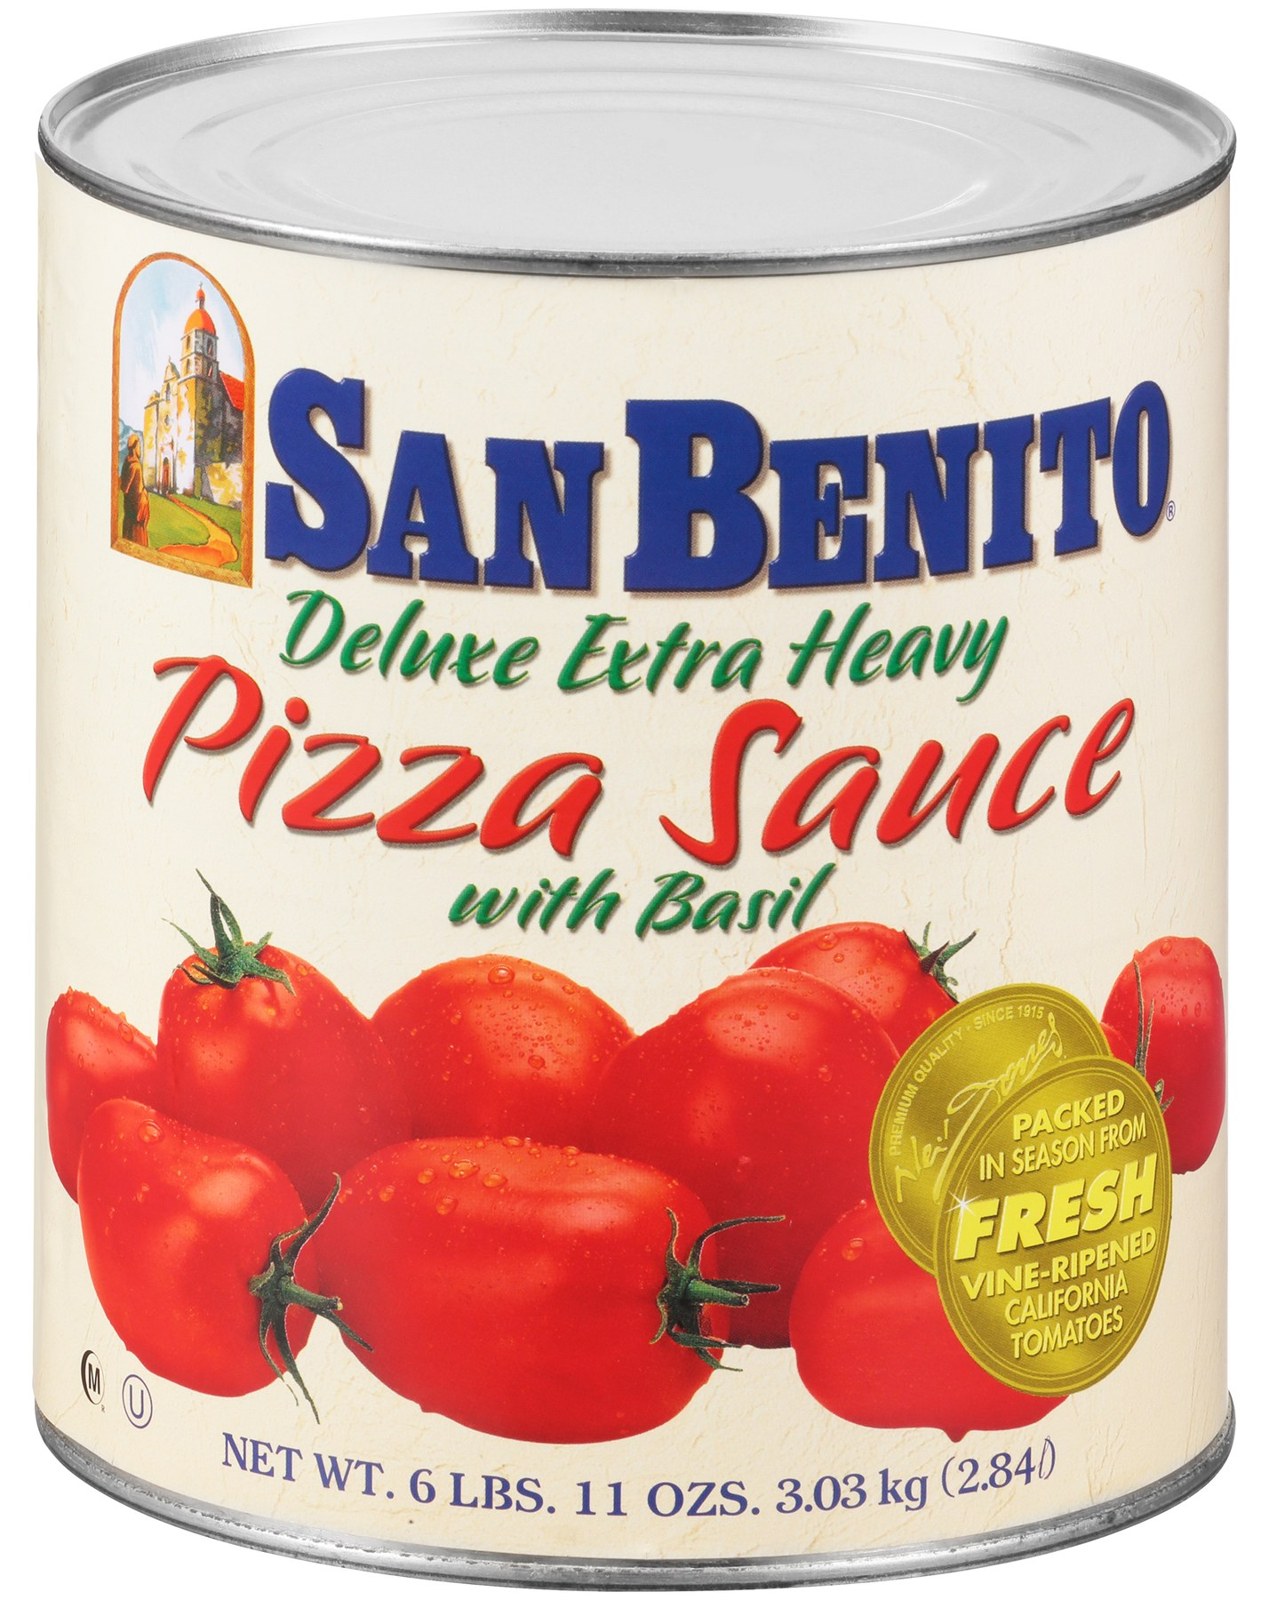 SAN BENITO®
Deluxe Extra Heavy
Pizza Sauce
with Basil
PREMIUM QUALITY • SINCE 1915
PACKED
IN SEASON FROM
FRESH
VINE-RIPENED
CALIFORNIA
TOMATOES
M
R
U
NET WT. 6 LBS. 11 OZS. 3.03 kg (2.84l)